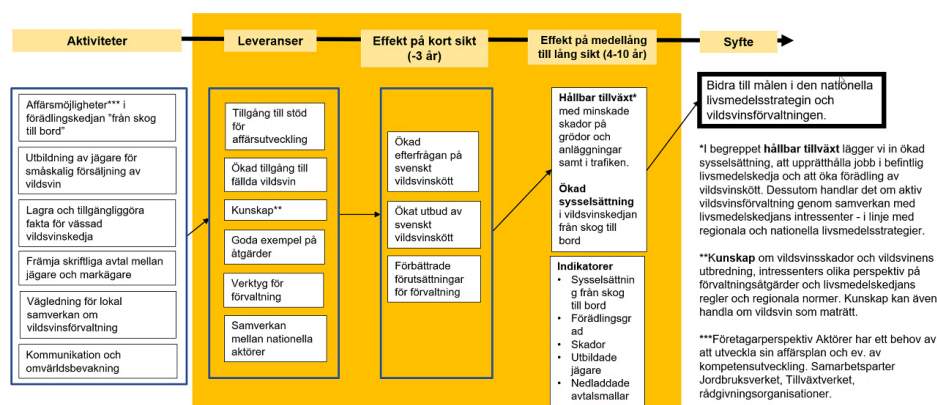 Aktiviteter
Leveranser
Effekt på kort sikt
(-3 år)
Effekt på medellång
till lång sikt (4-10 år)
Syfte
Affärsmöjligheter*** i
förädlingskedjan ”från skog
till bord”
Utbildning av jägare för
småskalig försäljning av
vildsvin
Lagra och tillgängliggöra
fakta för vässad
vildsvinskedja
Främja skriftliga avtal mellan
jägare och markägare
Vägledning för lokal
samverkan om
vildsvinsförvaltning
Kommunikation och
omvärldsbevakning
Tillgång till stöd
för
affärsutveckling
Ökad tillgång till
fällda vildsvin
Kunskap**
Goda exempel på
åtgärder
Verktyg för
förvaltning
Samverkan
mellan nationella
aktörer
Ökad
efterfrågan på
svenskt
vildsvinskött
Ökat utbud av
svenskt
vildsvinskött
Förbättrade
förutsättningar
för förvaltning
Hållbar tillväxt*
med minskade
skador på
grödor och
anläggningar
samt i trafiken.
Ökad
sysselsättning
i vildsvinskedjan
från skog till
bord
Indikatorer
• Sysselsättnin
g från skog
till bord
• Förädlingsgr
ad
• Skador
• Utbildade
jägare
• Nedladdade
avtalsmallar
Bidra till målen i den nationella
livsmedelsstrategin och
vildsvinsförvaltningen.
*I begreppet hållbar tillväxt lägger vi in ökad
sysselsättning, att upprätthålla jobb i befintlig
livsmedelskedja och att öka förädling av
vildsvinskött. Dessutom handlar det om aktiv
vildsvinsförvaltning genom samverkan med
livsmedelskedjans intressenter - i linje med
regionala och nationella livsmedelsstrategier.
**Kunskap om vildsvinsskador och vildsvinens
utbredning, intressenters olika perspektiv på
förvaltningsåtgärder och livsmedelskedjans
regler och regionala normer. Kunskap kan även
handla om vildsvin som maträtt.
***Företagarperspektiv Aktörer har ett behov av
att utveckla sin affärsplan och ev. av
kompetensutveckling. Samarbetsparter
Jordbruksverket, Tillväxtverket,
rådgivningsorganisationer.